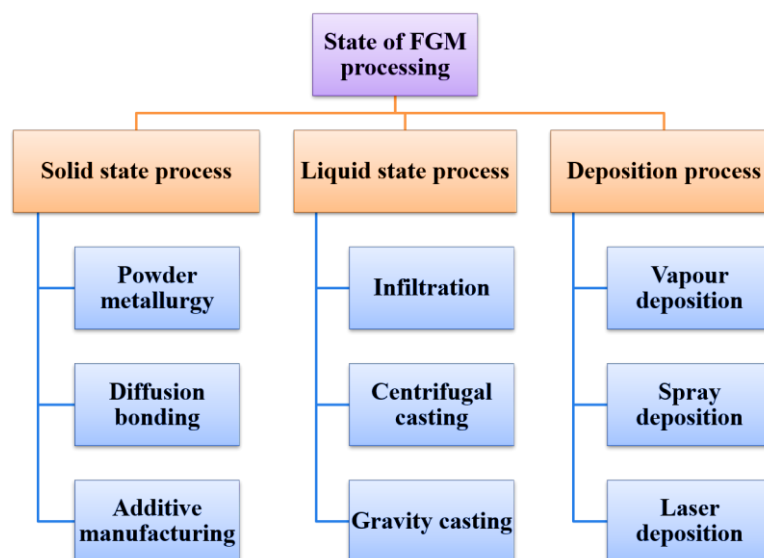 State of FGM
processing
Solid state process
Liquid state process
Deposition process
Powder
metallurgy
Infiltration
Vapour
deposition
Diffusion
bonding
Centrifugal
casting
Spray
deposition
Additive
manufacturing
Gravity casting
Laser
deposition